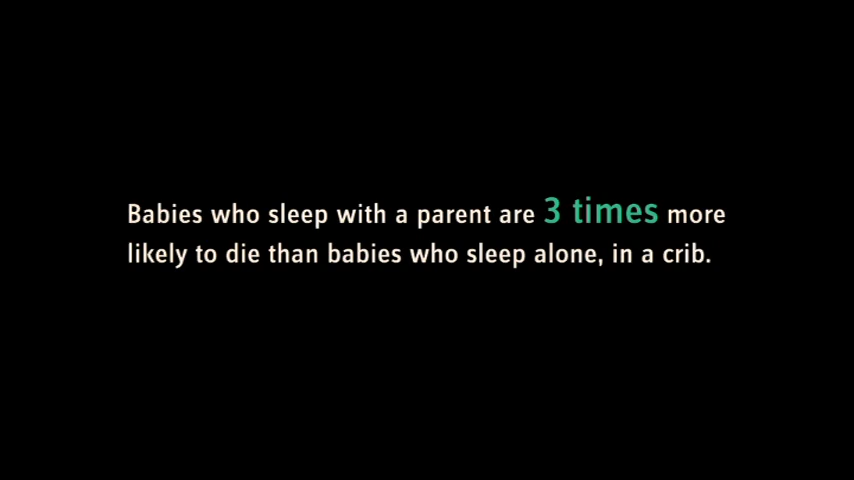 Babies who sleep with a parent are 3 times more
likely to die than babies who sleep alone, in a crib.